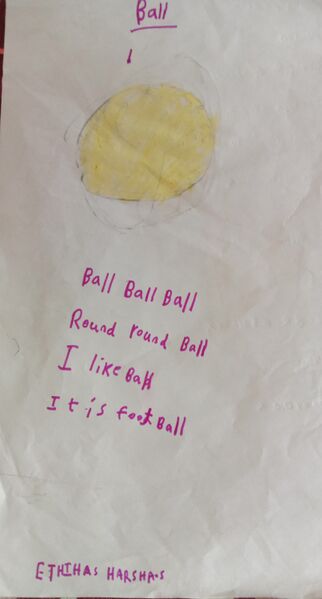 Ball
Ball Ball Ball
Round round Ball
I like Ball
It is football
ETHIHAS HARSHA.S